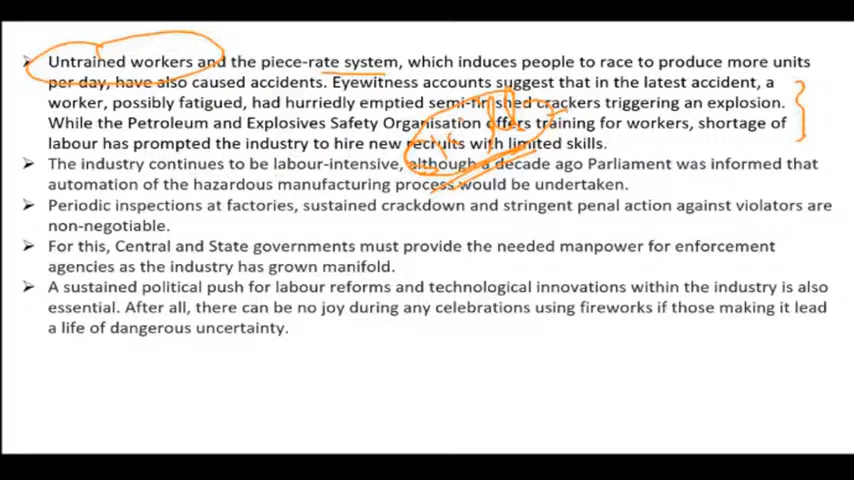 ➢ Untrained workers and the piece-rate system, which induces people to race to produce more units
per day, have also caused accidents. Eyewitness accounts suggest that in the latest accident, a
worker, possibly fatigued, had hurriedly emptied semi-finished crackers triggering an explosion.
While the Petroleum and Explosives Safety Organisation offers training for workers, shortage of
labour has prompted the industry to hire new recruits with limited skills.
➢ The industry continues to be labour-intensive, although a decade ago Parliament was informed that
automation of the hazardous manufacturing process would be undertaken.
➢ Periodic inspections at factories, sustained crackdown and stringent penal action against violators are
non-negotiable.
➢ For this, Central and State governments must provide the needed manpower for enforcement
agencies as the industry has grown manifold.
➢ A sustained political push for labour reforms and technological innovations within the industry is also
essential. After all, there can be no joy during any celebrations using fireworks if those making it lead
a life of dangerous uncertainty.